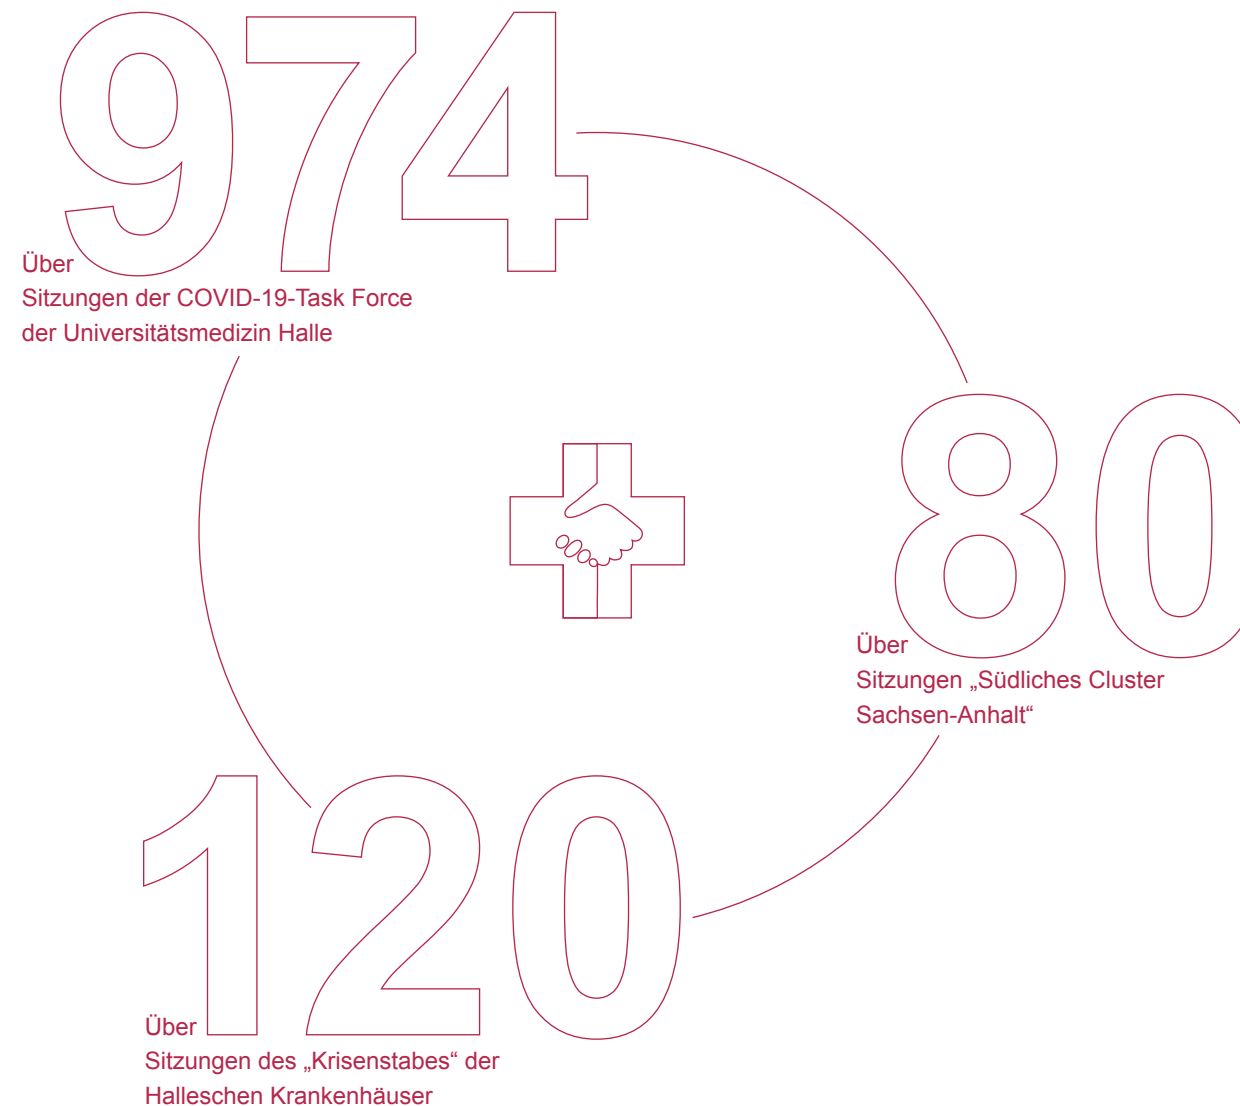 974
Über
Sitzungen der COVID-19-Task Force
der Universitätsmedizin Halle
80
Über
Sitzungen „Südliches Cluster
Sachsen-Anhalt“
120
Über
Sitzungen des „Krisenstabes“ der
Halleschen Krankenhäuser